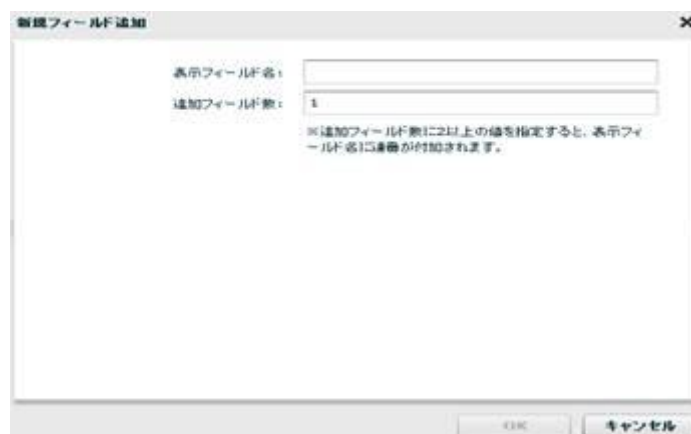 新規フィールド追加
表示フィールド名:
追加フィールド数: 1
※追加フィールド数に2以上の値を指定すると、表示フィ
ールド名に連番が付加されます。
OK キャンセル